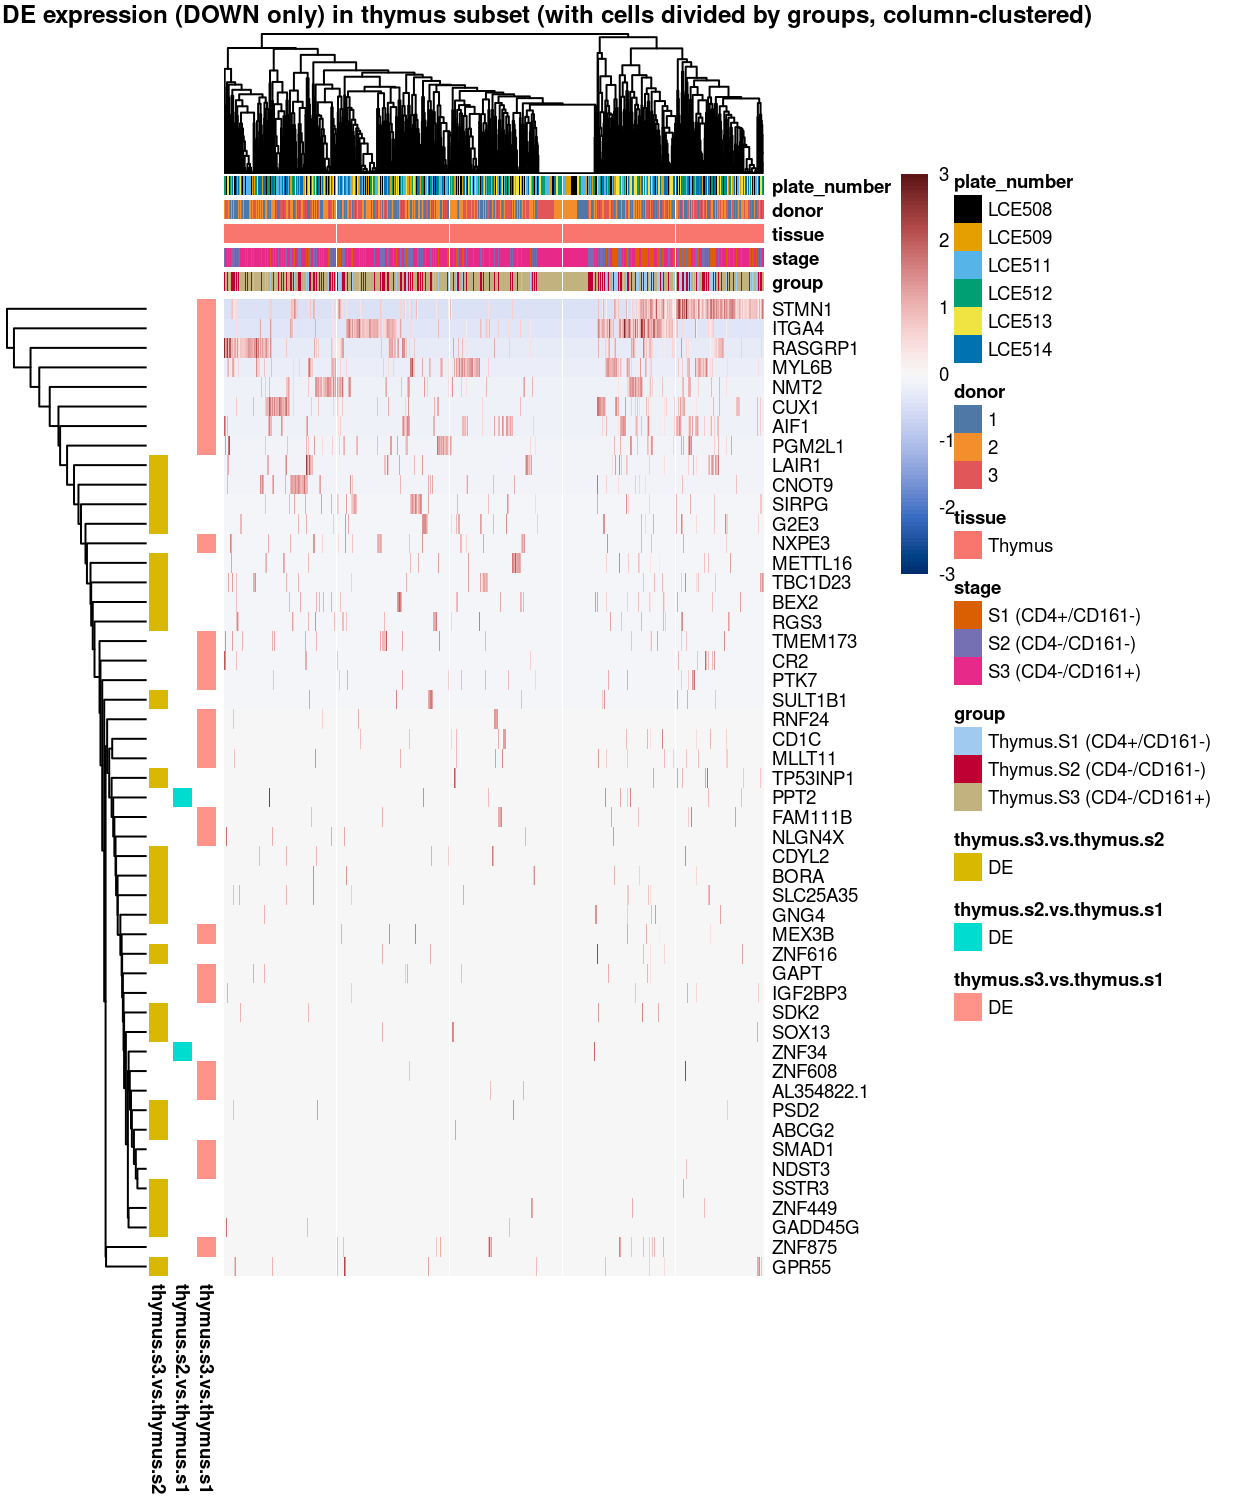 DE expression (DOWN only) in thymus subset (with cells divided by groups, column-clustered)
plate_number
donor
tissue
stage
group
STMN1
ITGA4
RASGRP1
MYL6B
NMT2
CUX1
AIF1
PGM2L1
LAIR1
CNOT9
SIRPG
G2E3
NXPE3
METTL16
TBC1D23
BEX2
RGS3
TMEM173
CR2
PTK7
SULT1B1
RNF24
CD1C
MLLT11
TP53INP1
PPT2
FAM111B
NLGN4X
CDYL2
BORA
SLC25A35
GNG4
MEX3B
ZNF616
GAPT
IGF2BP3
SDK2
SOX13
ZNF34
ZNF608
AL354822.1
PSD2
ABCG2
SMAD1
NDST3
SSTR3
ZNF449
GADD45G
ZNF875
GPR55
thymus.s3.vs.thymus.s2
thymus.s2.vs.thymus.s1
thymus.s3.vs.thymus.s1
3
2
1
0
-1
-2
-3
plate_number
LCE508
LCE509
LCE511
LCE512
LCE513
LCE514
donor
1
2
3
tissue
Thymus
stage
S1 (CD4+/CD161-)
S2 (CD4-/CD161-)
S3 (CD4-/CD161+)
group
Thymus.S1 (CD4+/CD161-)
Thymus.S2 (CD4-/CD161-)
Thymus.S3 (CD4-/CD161+)
thymus.s3.vs.thymus.s2
DE
thymus.s2.vs.thymus.s1
DE
thymus.s3.vs.thymus.s1
DE